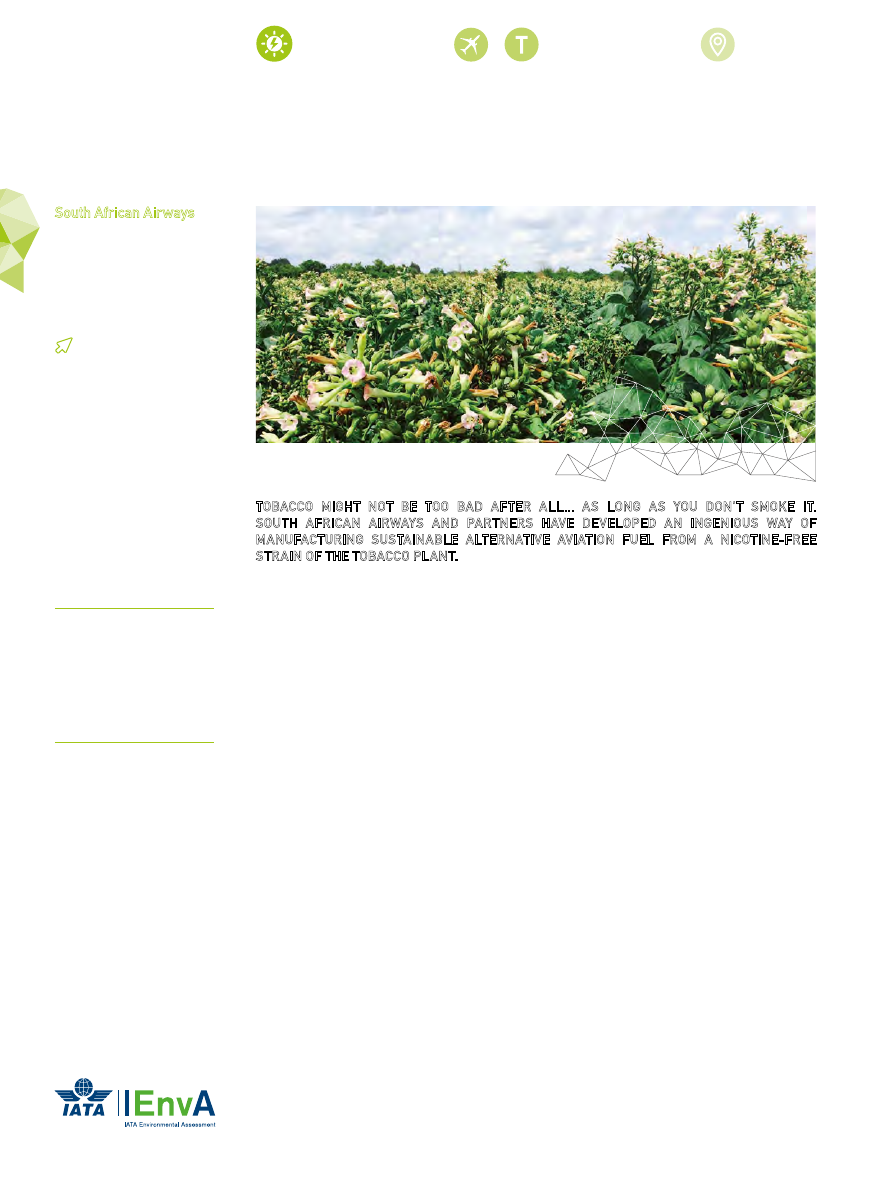 T
South African Airways
TOBACCO MIGHT NOT BE TOO BAD AFTER ALL... AS LONG AS YOU DON'T SMOKE IT.
SOUTH AFRICAN AIRWAYS AND PARTNERS HAVE DEVELOPED AN INGENIOUS WAY OF
MANUFACTURING SUSTAINABLE ALTERNATIVE AVIATION FUEL FROM A NICOTINE-FREE
STRAIN OF THE TOBACCO PLANT.
IATA
IEnvA
IATA Environmental Assessment